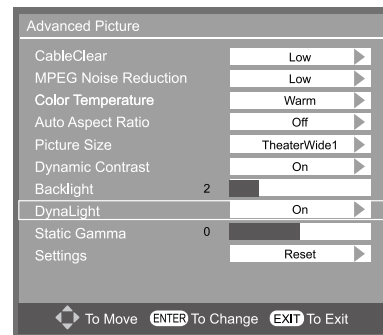 Advanced Picture
CableClear Low
MPEG Noise Reduction Low
Color Temperature Warm
Auto Aspect Ratio Off
Picture Size TheaterWide1
Dynamic Contrast On
Backlight 2
DynaLight On
Static Gamma 0
Settings Reset
To Move ENTER To Change EXIT To Exit